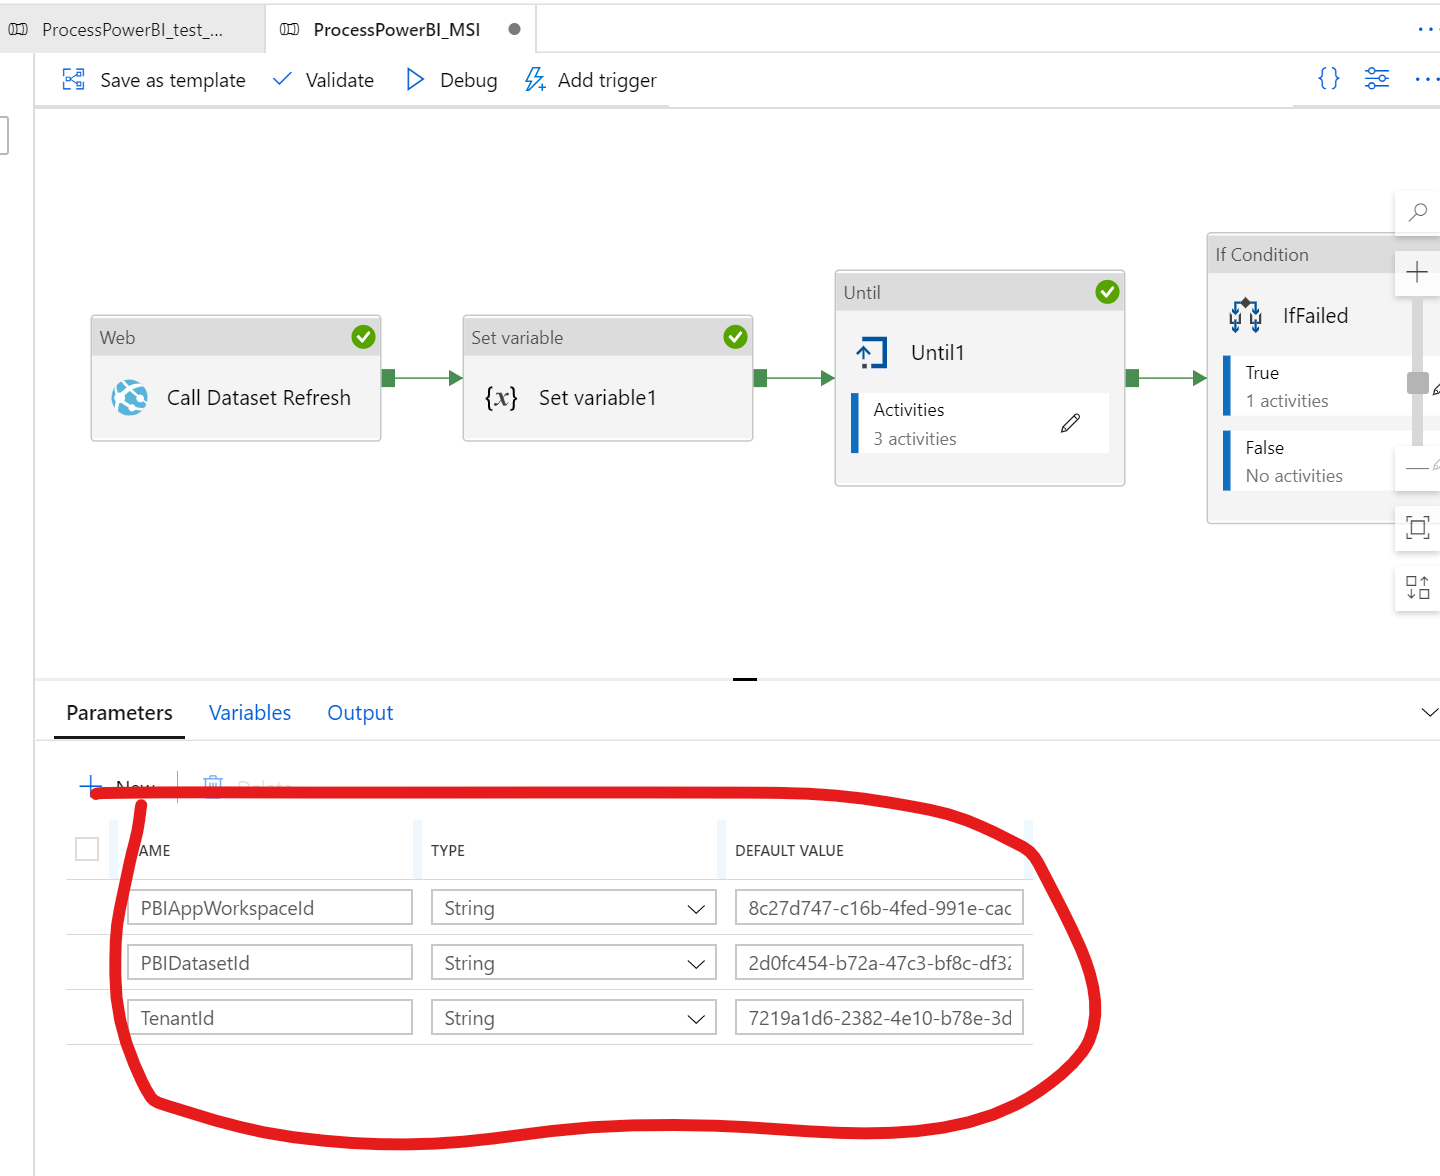 ProcessPowerBI_test_...
ProcessPowerBI_MSI
Save as template
Validate
Debug
Add trigger
{}
If Condition
IfFailed
True
1 activities
False
No activities
Until
Until1
Activities
3 activities
Web
Call Dataset Refresh
Set variable
{x}
Set variable1
Parameters
Variables
Output
New
Delete
AME
TYPE
DEFAULT VALUE
PBIAppWorkspaceId
String
8c27d747-c16b-4fed-991e-cac
PBIDatasetId
String
2d0fc454-b72a-47c3-bf8c-df32
TenantId
String
7219a1d6-2382-4e10-b78e-3d